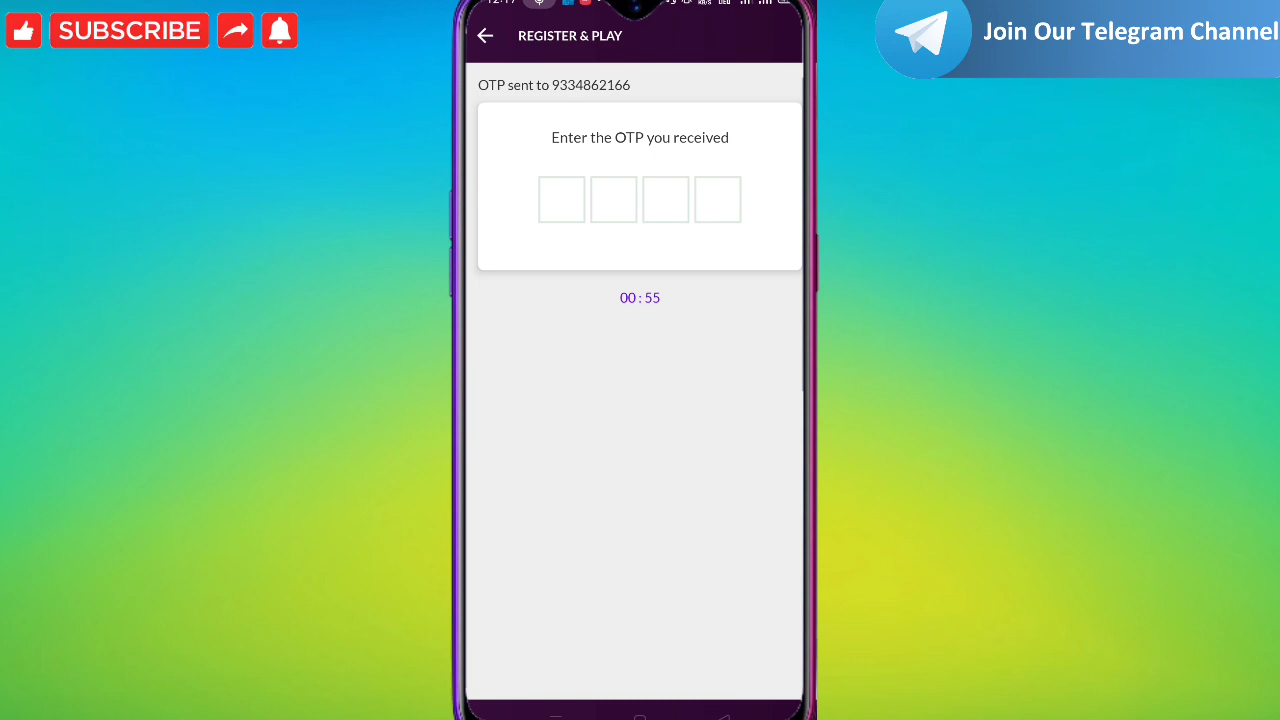 SUBSCRIBE
Join Our Telegram Channel
REGISTER & PLAY
OTP sent to 9334862166
Enter the OTP you received
00 : 55